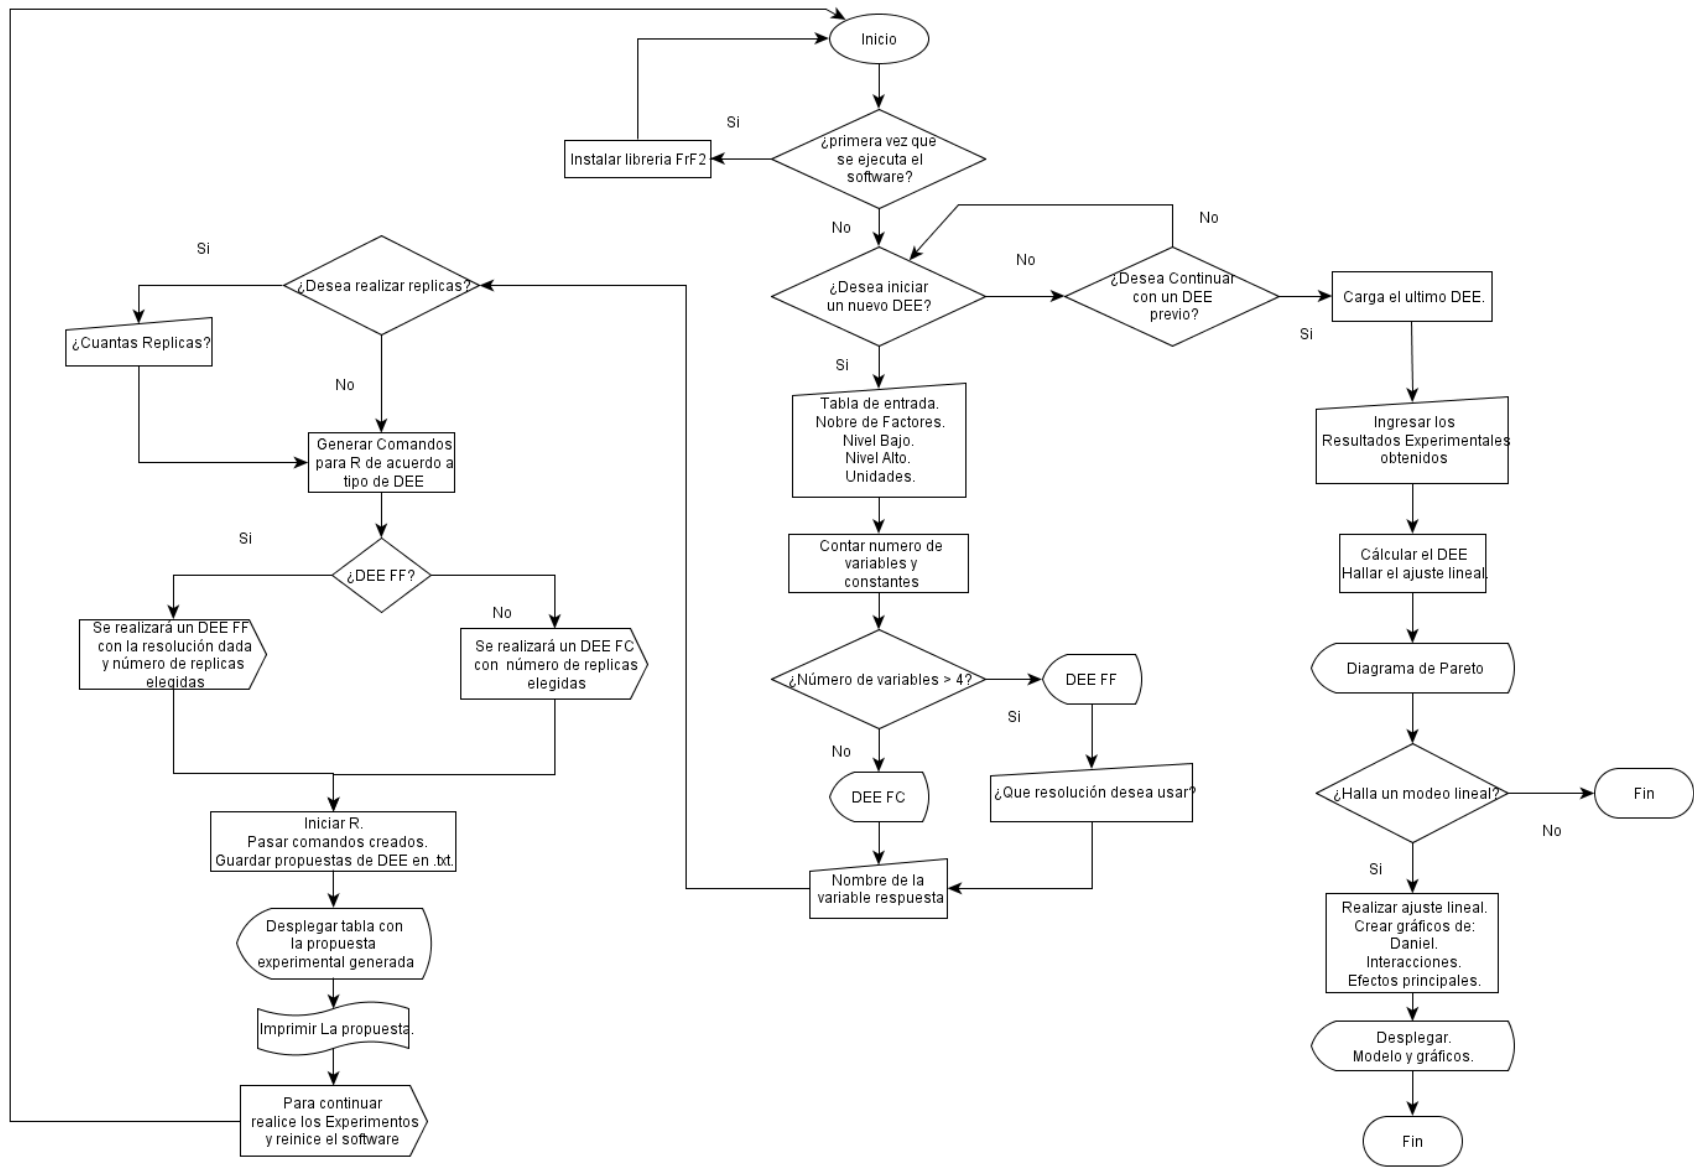 Inicio
Si
¿primera vez que
se ejecuta el
software?
Instalar libreria FrF2
No
¿Desea iniciar
un nuevo DEE?
No
¿Desea Continuar
con un DEE
previo?
No
Si
Carga el ultimo DEE.
Ingresar los
Resultados Experimentales
obtenidos
Cálcular el DEE
Hallar el ajuste lineal.
Diagrama de Pareto
¿Halla un modeo lineal?
No
Fin
Si
Realizar ajuste lineal.
Crear gráficos de:
Daniel.
Interacciones.
Efectos principales.
Desplegar.
Modelo y gráficos.
Fin
Si
Tabla de entrada.
Nobre de Factores.
Nivel Bajo.
Nivel Alto.
Unidades.
Contar numero de
variables y
constantes
¿Número de variables > 4?
Si
DEE FF
¿Que resolución desea usar?
No
DEE FC
Nombre de la
variable respuesta
¿Desea realizar replicas?
Si
¿Cuantas Replicas?
No
Generar Comandos
para R de acuerdo a
tipo de DEE
¿DEE FF?
Si
Se realizará un DEE FF
con la resolución dada
y número de replicas
elegidas
No
Se realizará un DEE FC
con número de replicas
elegidas
Iniciar R.
Pasar comandos creados.
Guardar propuestas de DEE en .txt.
Desplegar tabla con
la propuesta
experimental generada
Imprimir La propuesta.
Para continuar
realice los Experimentos
y reinice el software